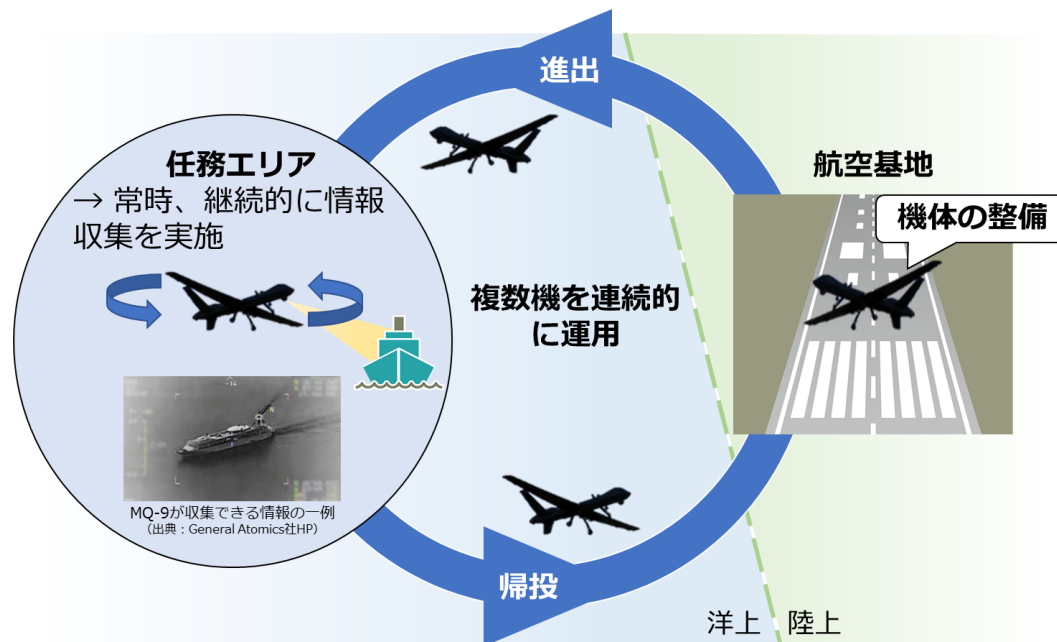 進出
任務エリア
→ 常時、継続的に情報
収集を実施
航空基地
機体の整備
複数機を連続的
に運用
MQ-9が収集できる情報の一例
（出典：General Atomics社HP）
帰投
洋上
陸上